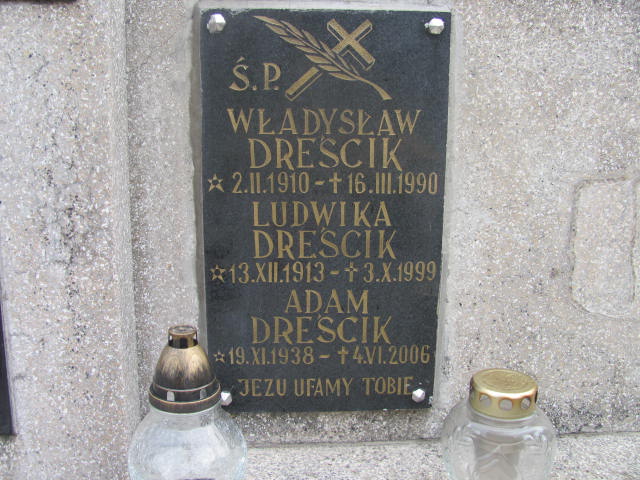 Ś.P.
WŁADYSŁAW
DREŚCIK
☆ 2.II.1910 - ✝ 16.III.1990
LUDWIKA
DREŚCIK
☆ 13.XII.1913 - ✝ 3.X.1999
ADAM
DREŚCIK
☆ 19.XI.1938 - ✝ 4.VI.2006
JEZU UFAMY TOBIE